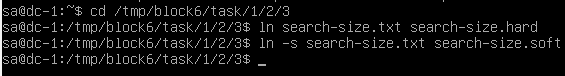 sa@dc-1:~$ cd /tmp/block6/task/1/2/3
sa@dc-1:/tmp/block6/task/1/2/3$ ln search-size.txt search-size.hard
sa@dc-1:/tmp/block6/task/1/2/3$ ln -s search-size.txt search-size.soft
sa@dc-1:/tmp/block6/task/1/2/3$ _